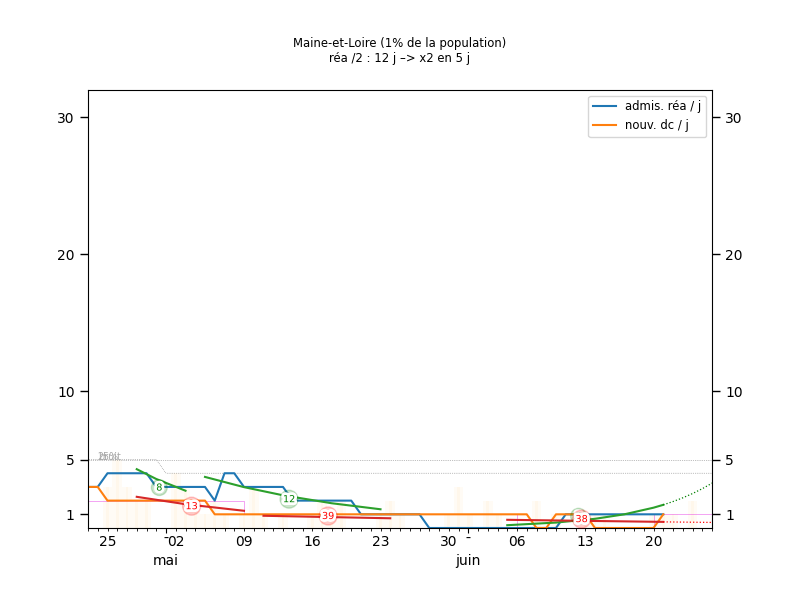 Maine-et-Loire (1% de la population)
réa /2 : 12 j –> x2 en 5 j
admis. réa / j
nouv. dc / j
30 30
20 20
10 10
5 5
1 1
8
13
12
39
38
25 02 09 16 23 30 06 13 20
mai juin